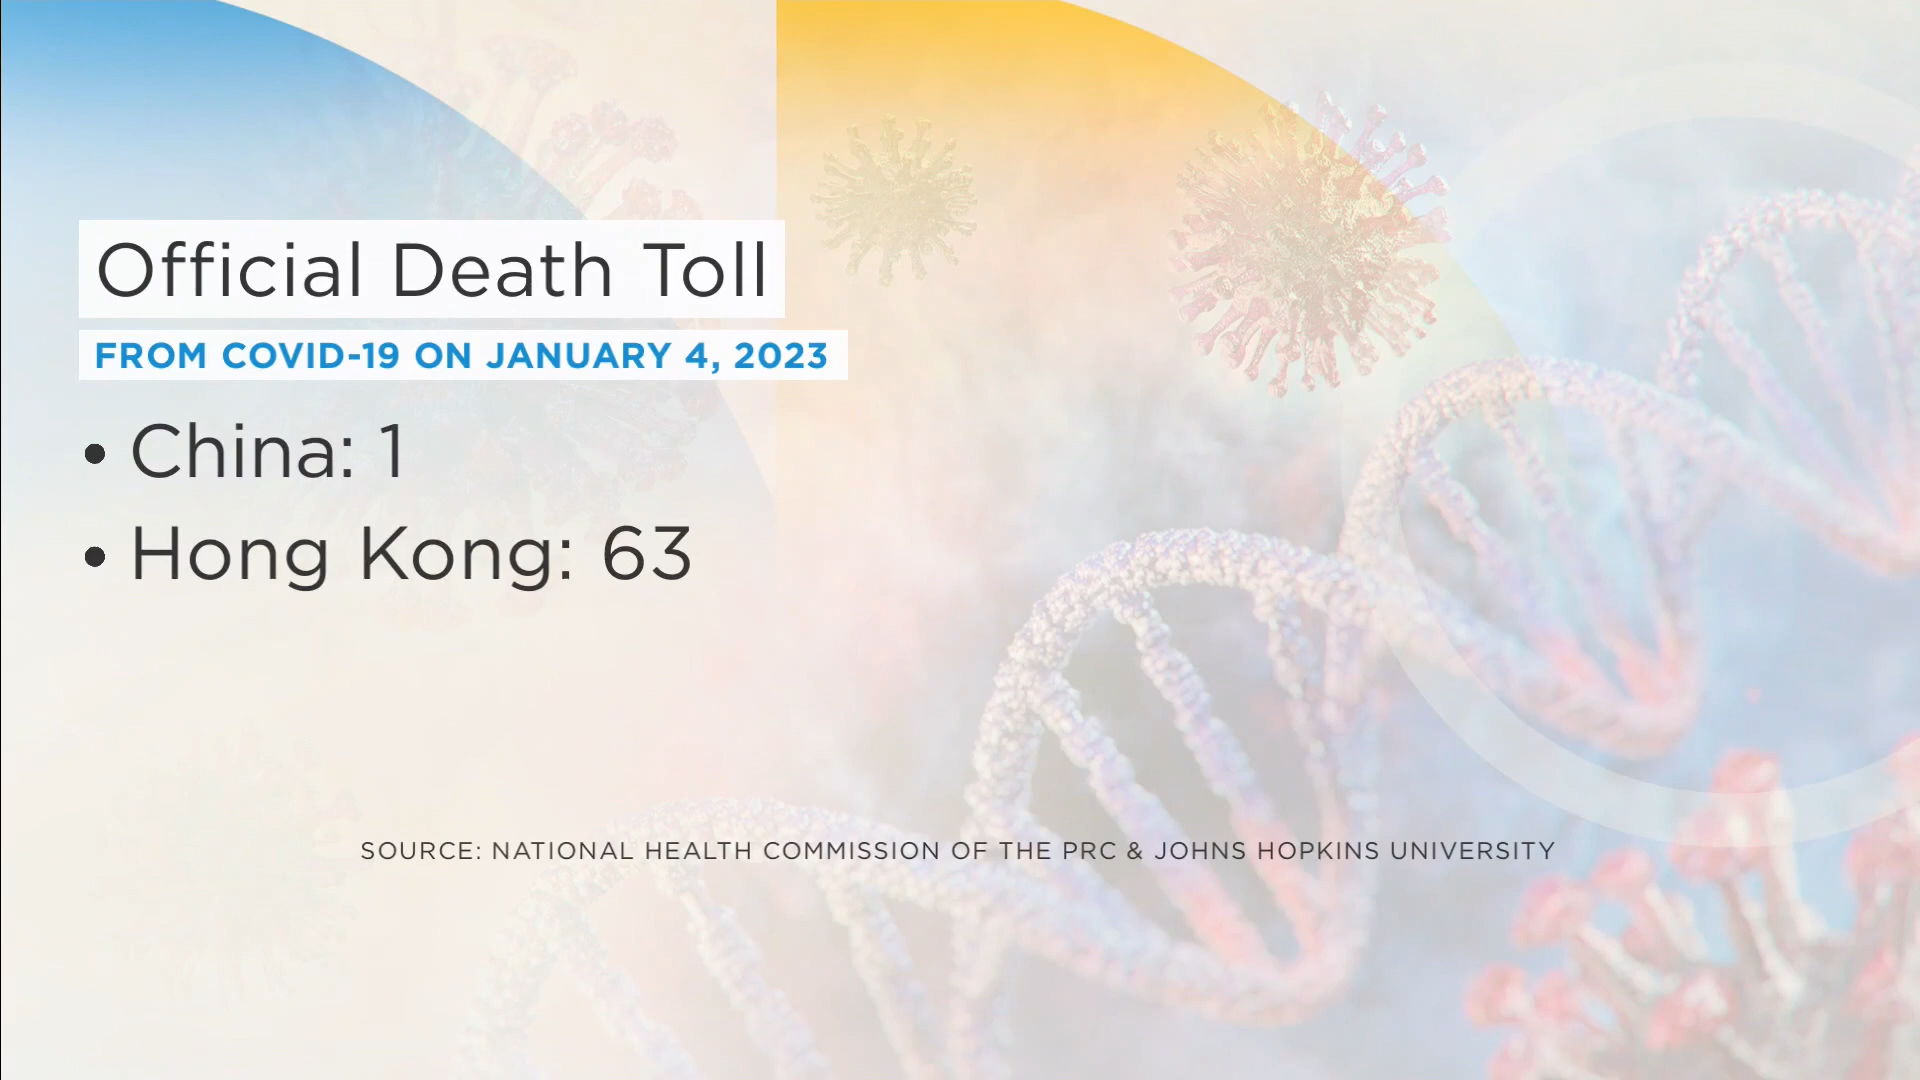 Official Death Toll
FROM COVID-19 ON JANUARY 4, 2023
• China: 1
• Hong Kong: 63
SOURCE: NATIONAL HEALTH COMMISSION OF THE PRC & JOHNS HOPKINS UNIVERSITY